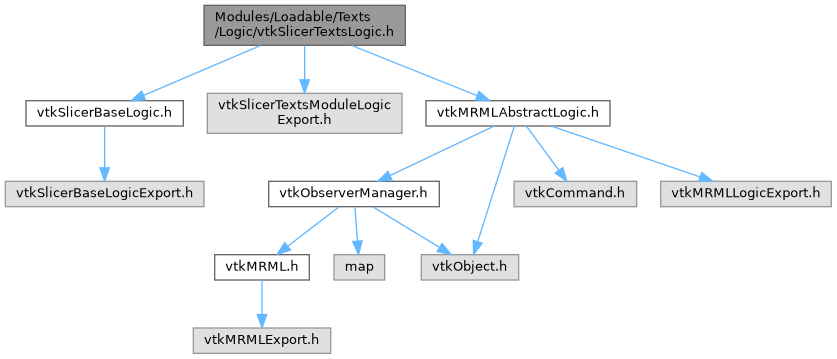 Modules/Loadable/Texts
/Logic/vtkSlicerTextsLogic.h
vtkSlicerBaseLogic.h
vtkSlicerTextsModuleLogic
Export.h
vtkMRMLAbstractLogic.h
vtkSlicerBaseLogicExport.h
vtkObserverManager.h
vtkCommand.h
vtkMRMLLogicExport.h
vtkMRML.h
map
vtkObject.h
vtkMRMLExport.h